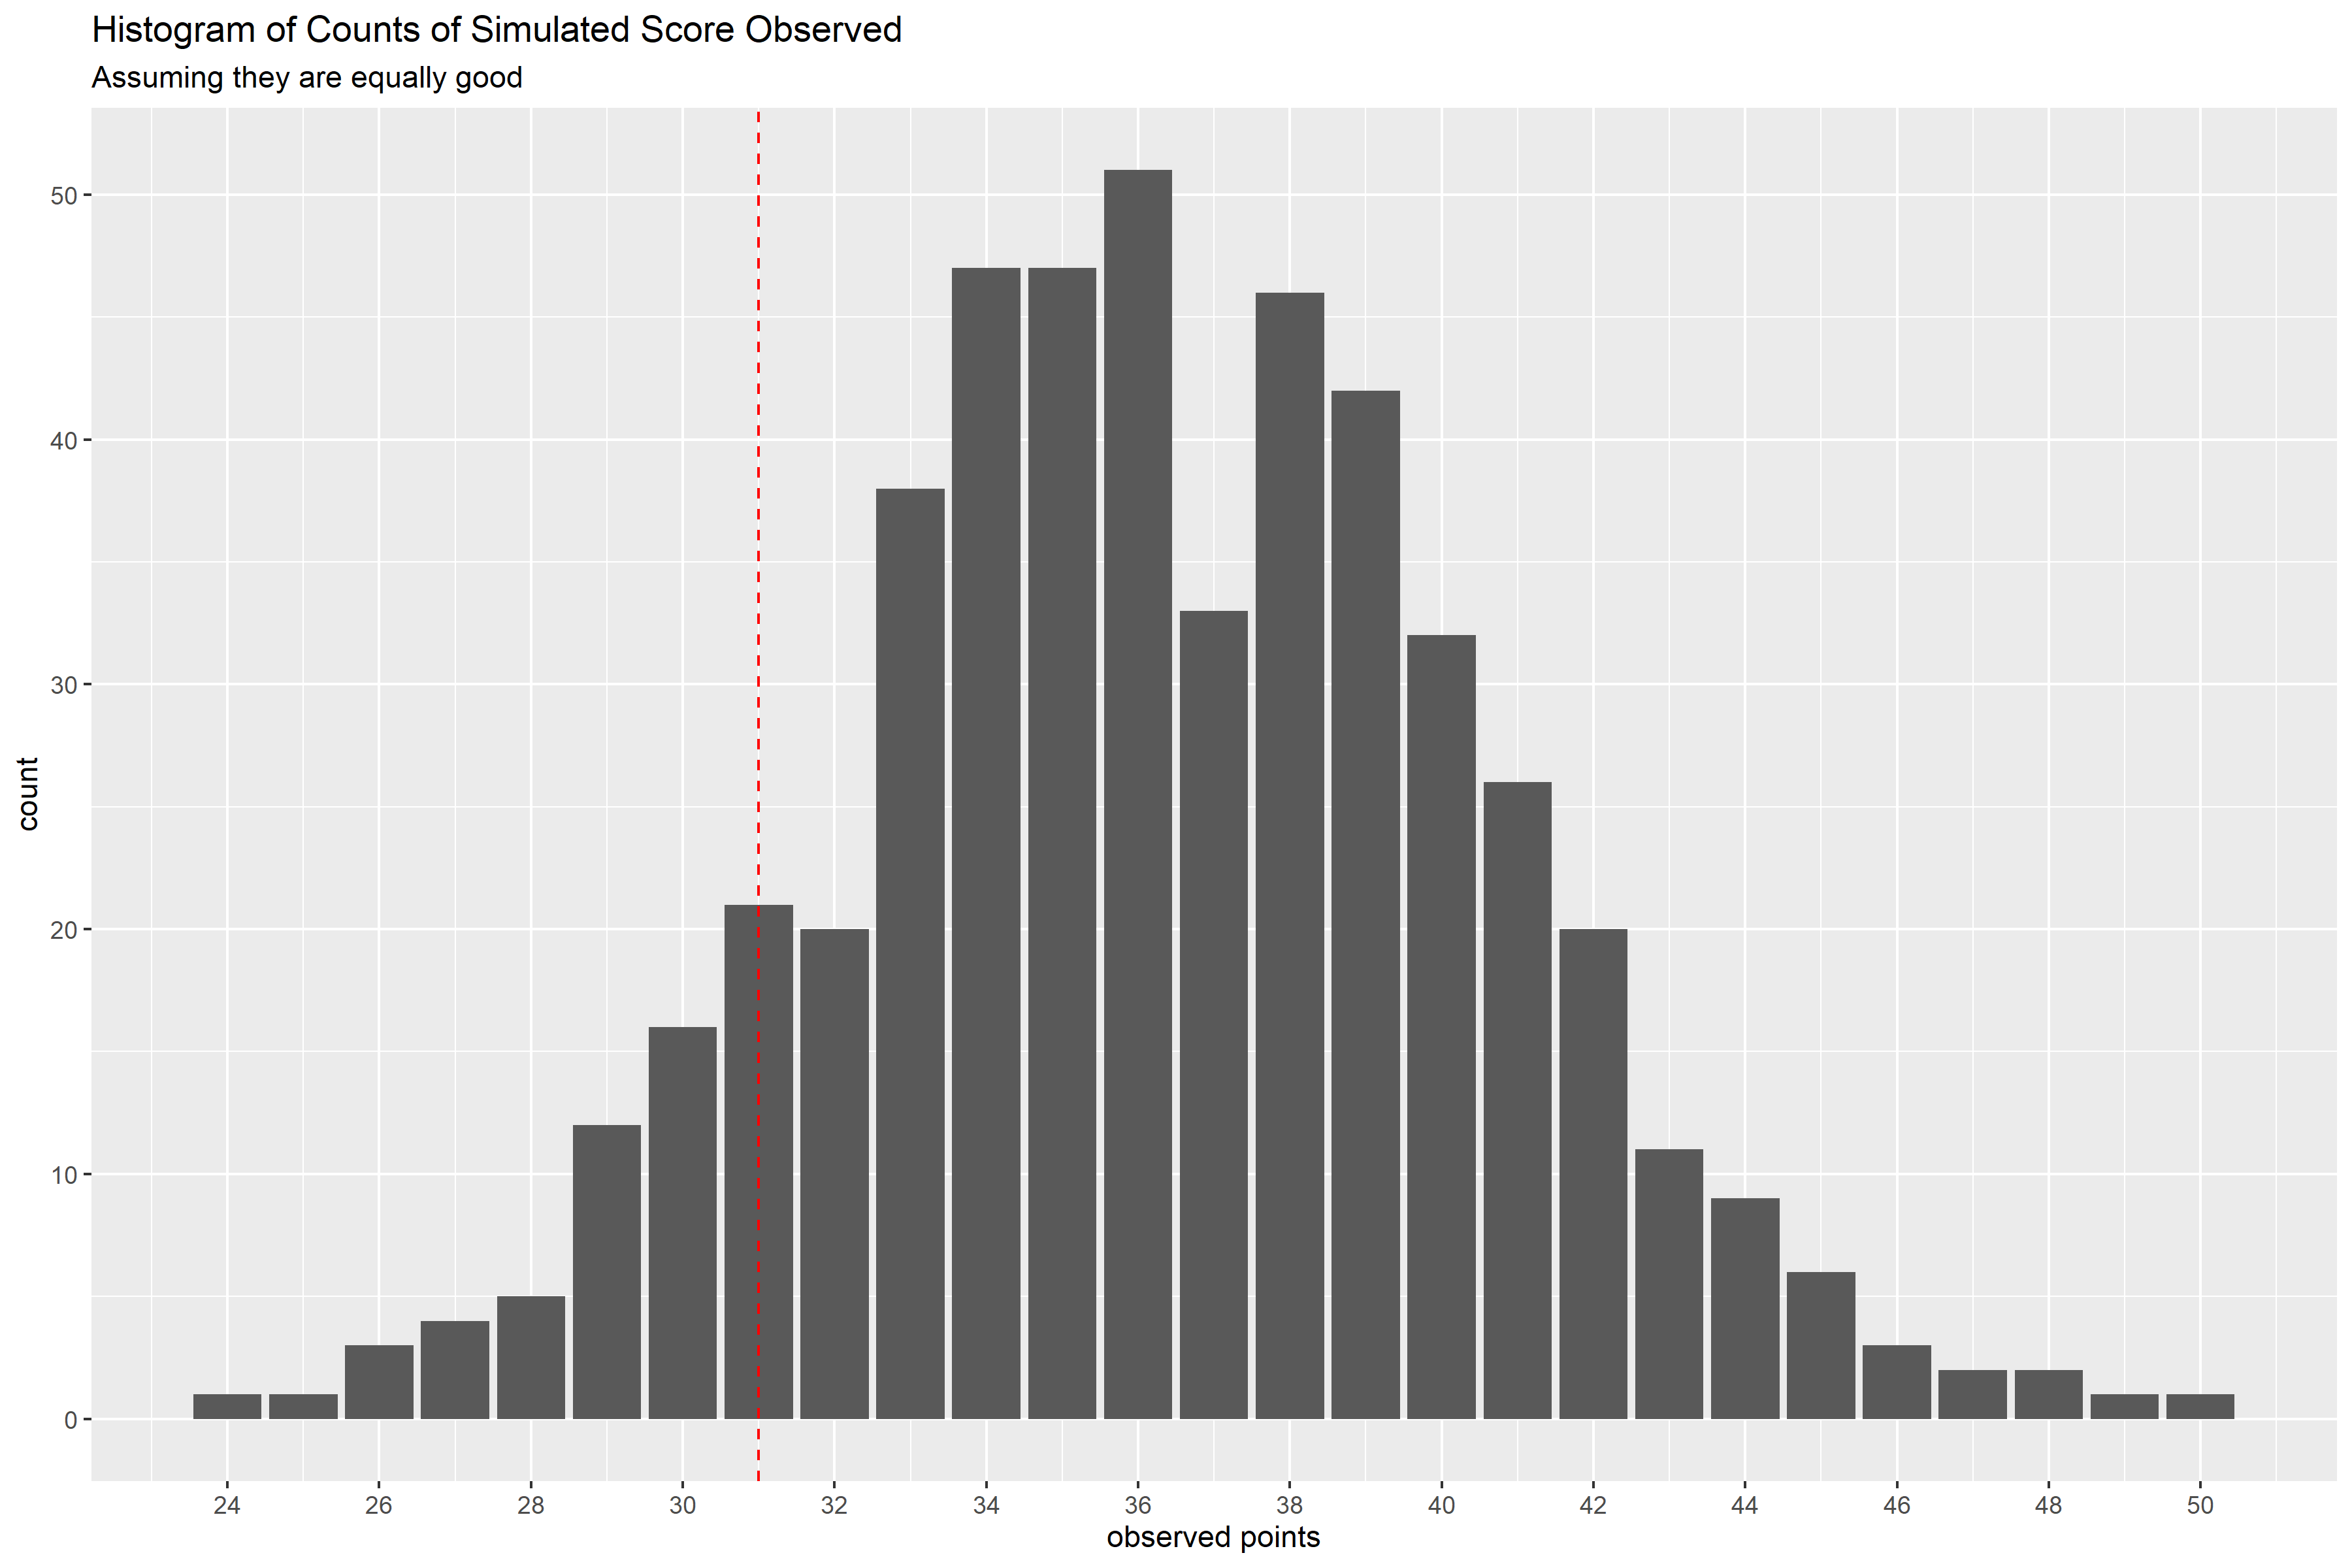 Histogram of Counts of Simulated Score Observed
Assuming they are equally good
50
40
30
20
10
0
count
24 26 28 30 32 34 36 38 40 42 44 46 48 50
observed points